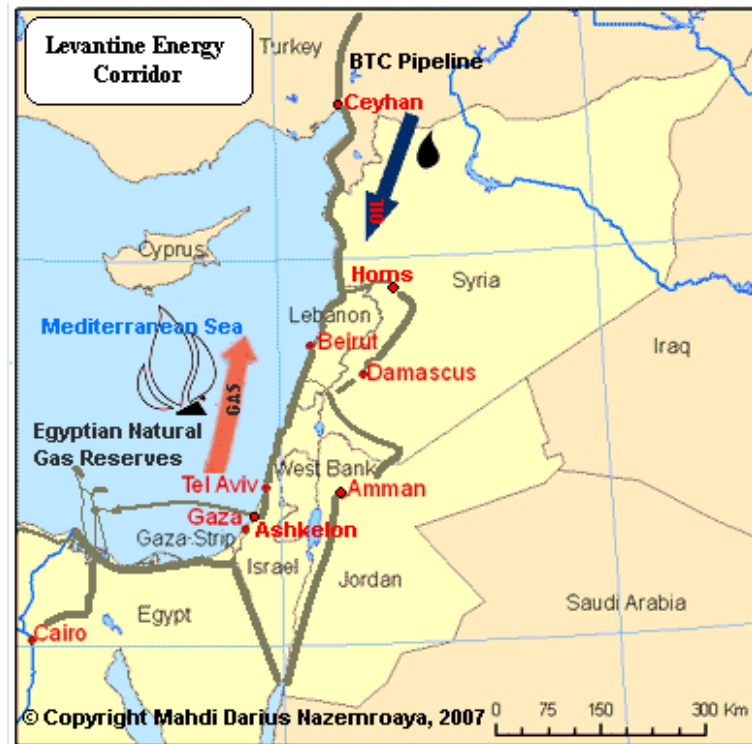 Levantine Energy
Corridor
Turkey
BTC Pipeline
Ceyhan
OIL
Cyprus
Homs
Syria
Lebanon
Mediterranean Sea
Beirut
Iraq
Damascus
GAS
Egyptian Natural
Gas Reserves
West Bank
Tel Aviv
Amman
Gaza
Ashkelon
Gaza-Strip
Israel
Jordan
Saudi Arabia
Egypt
Cairo
© Copyright Mahdi Darius Nazemroaya, 2007
0 75 150 300 Km